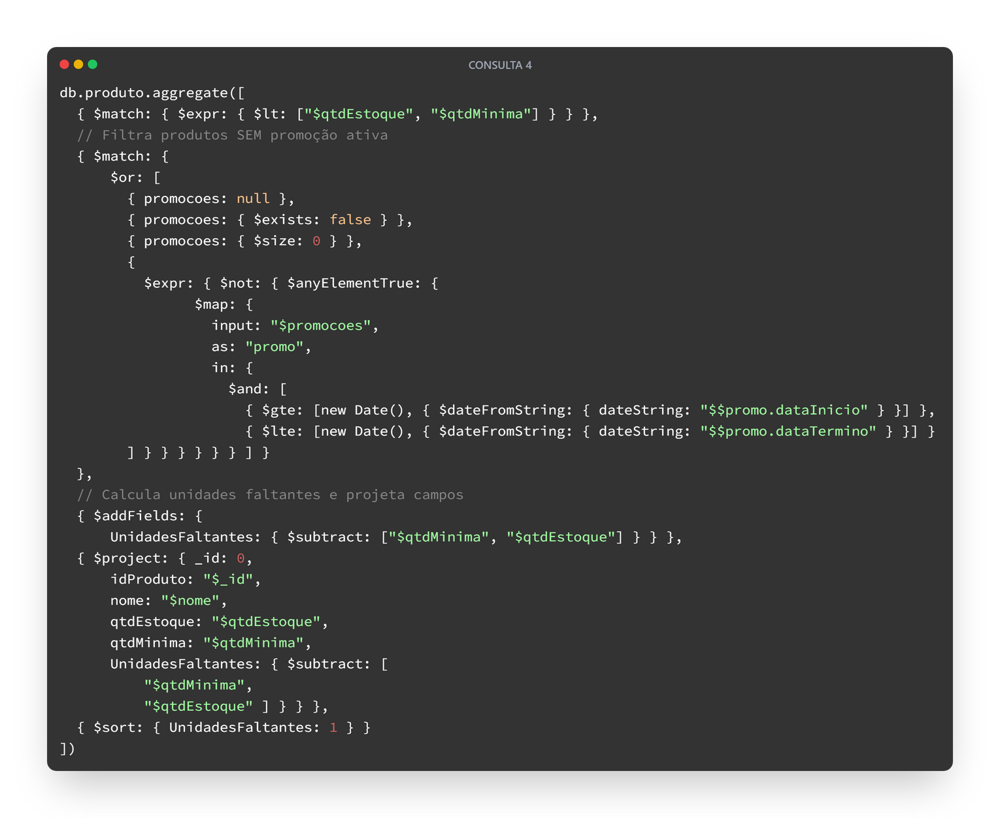 CONSULTA 4
db.produto.aggregate([
  { $match: { $expr: { $lt: ["$qtdEstoque", "$qtdMinima"] } } },
  // Filtra produtos SEM promoção ativa
  { $match: {
      $or: [
        { promocoes: null },
        { promocoes: { $exists: false } },
        { promocoes: { $size: 0 } },
        {
          $expr: { $not: { $anyElementTrue: {
                $map: {
                  input: "$promocoes",
                  as: "promo",
                  in: {
                    $and: [
                      { $gte: [new Date(), { $dateFromString: { dateString: "$$promo.dataInicio" } }] },
                      { $lte: [new Date(), { $dateFromString: { dateString: "$$promo.dataTermino" } }] }
        ] } } } } } } ] }
  },
  // Calcula unidades faltantes e projeta campos
  { $addFields: {
      UnidadesFaltantes: { $subtract: ["$qtdMinima", "$qtdEstoque"] } } },
  { $project: { _id: 0,
      idProduto: "$_id",
      nome: "$nome",
      qtdEstoque: "$qtdEstoque",
      qtdMinima: "$qtdMinima",
      UnidadesFaltantes: { $subtract: [
          "$qtdMinima",
          "$qtdEstoque" ] } } },
  { $sort: { UnidadesFaltantes: 1 } }
])